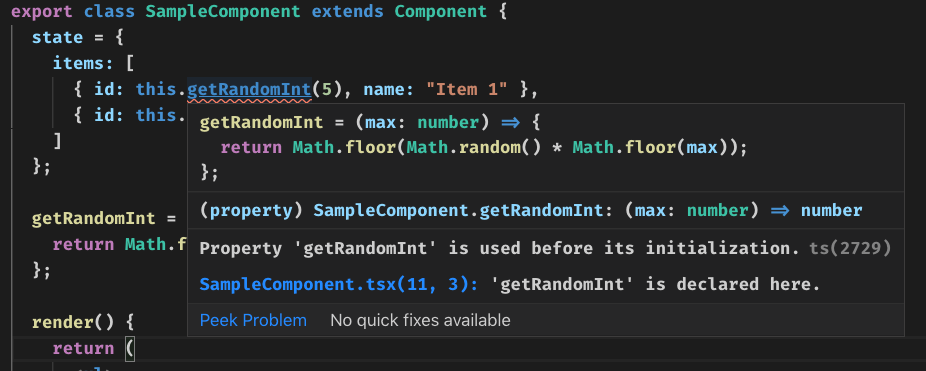 export class SampleComponent extends Component {
state = {
items: [
{ id: this.getRandomInt(5), name: "Item 1" },
{ id: this.
]
};
getRandomInt =
return Math.f
};
render() {
return (
getRandomInt = (max: number) ⇒ {
return Math.floor(Math.random() * Math.floor(max));
};
(property) SampleComponent.getRandomInt: (max: number) ⇒ number
Property 'getRandomInt' is used before its initialization. ts(2729)
SampleComponent.tsx(11, 3): 'getRandomInt' is declared here.
Peek Problem No quick fixes available